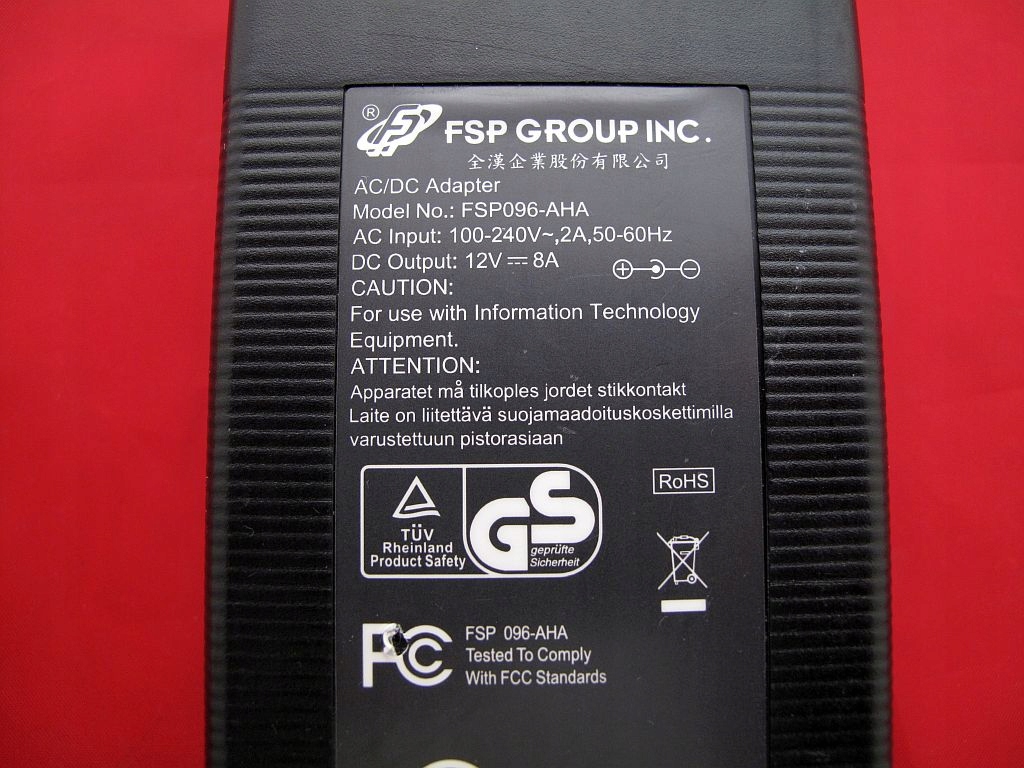 ® FSP GROUP INC.
全漢企業股份有限公司
AC/DC Adapter
Model No.: FSP096-AHA
AC Input: 100-240V~,2A,50-60Hz
DC Output: 12V ⎓ 8A
CAUTION:
For use with Information Technology
Equipment.
ATTENTION:
Apparatet må tilkoples jordet stikkontakt
Laite on liitettävä suojamaadoituskoskettimilla
varustettuun pistorasiaan
RoHS
TÜV
Rheinland
Product Safety
GS
geprüfte
Sicherheit
FC
FSP 096-AHA
Tested To Comply
With FCC Standards